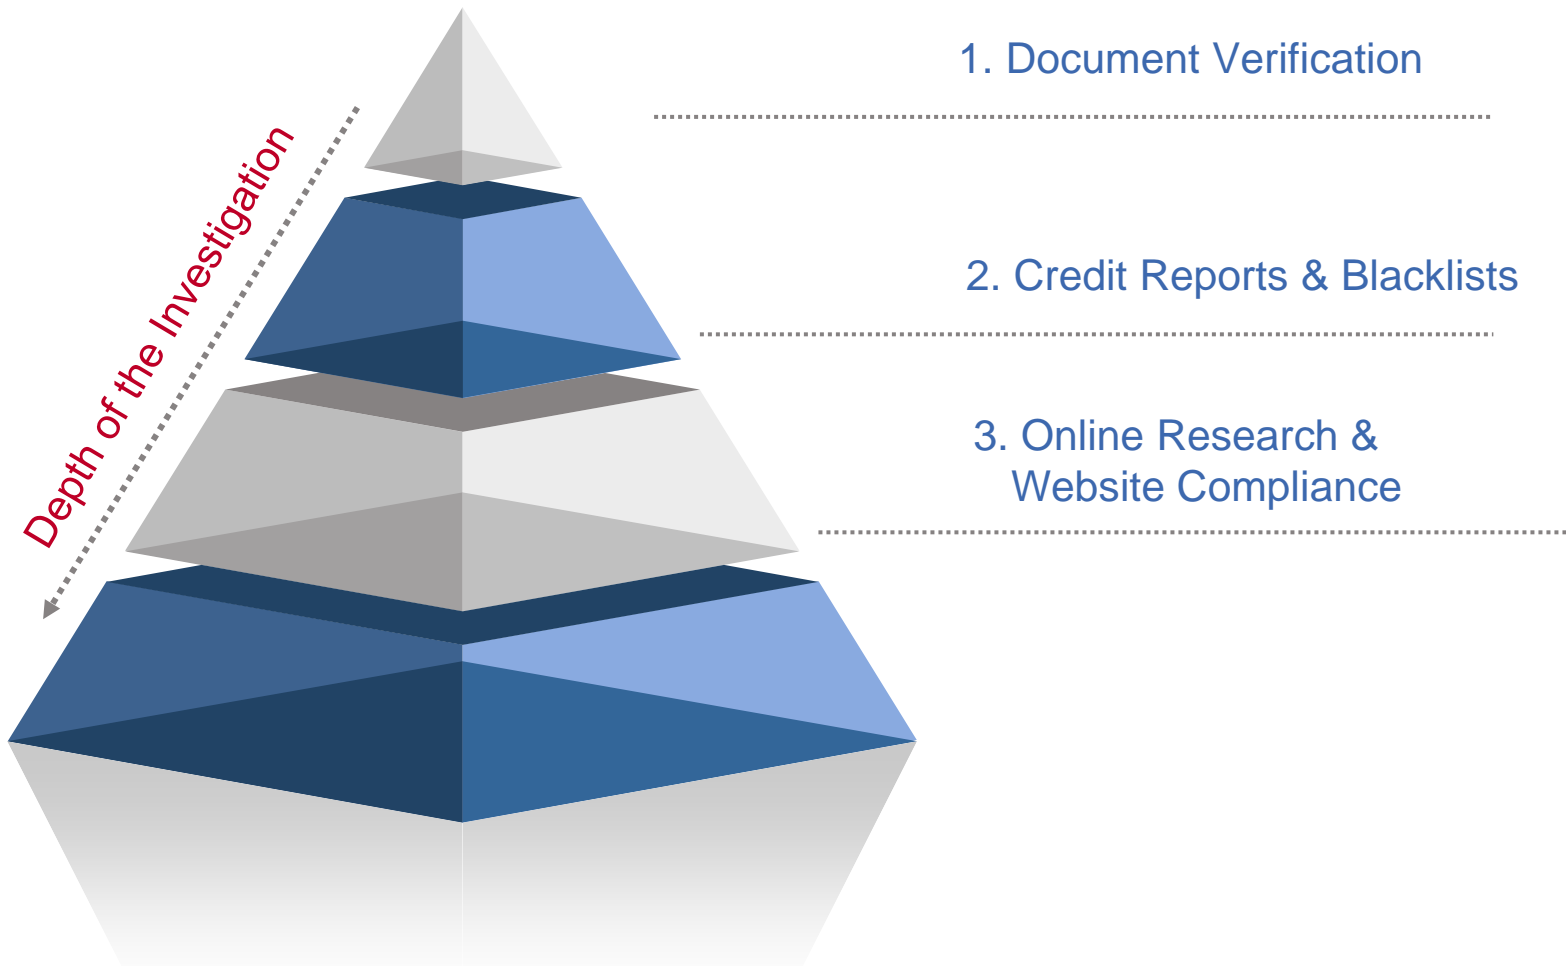 Depth of the Investigation
1. Document Verification
2. Credit Reports & Blacklists
3. Online Research &
Website Compliance